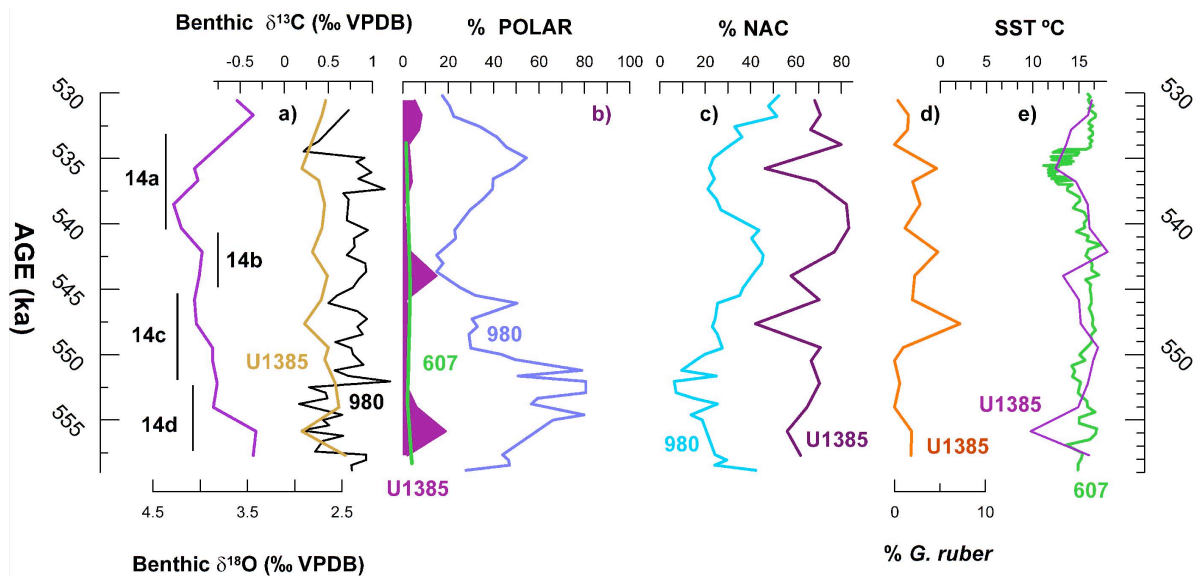 Benthic δ¹³C (‰ VPDB)
% POLAR
% NAC
SST ºC
-0.5 0 0.5 1
0 20 40 60 80 100
0 20 40 60 80
0 5 10 15
530
530
a)
b)
c)
d)
e)
535
14a
535
540
540
14b
AGE (ka)
545
545
14c
980
550
U1385
607
550
980
U1385
555
14d
980
U1385
U1385
555
U1385
607
4.5 3.5 2.5
0 10
Benthic δ¹⁸O (‰ VPDB)
% G. ruber